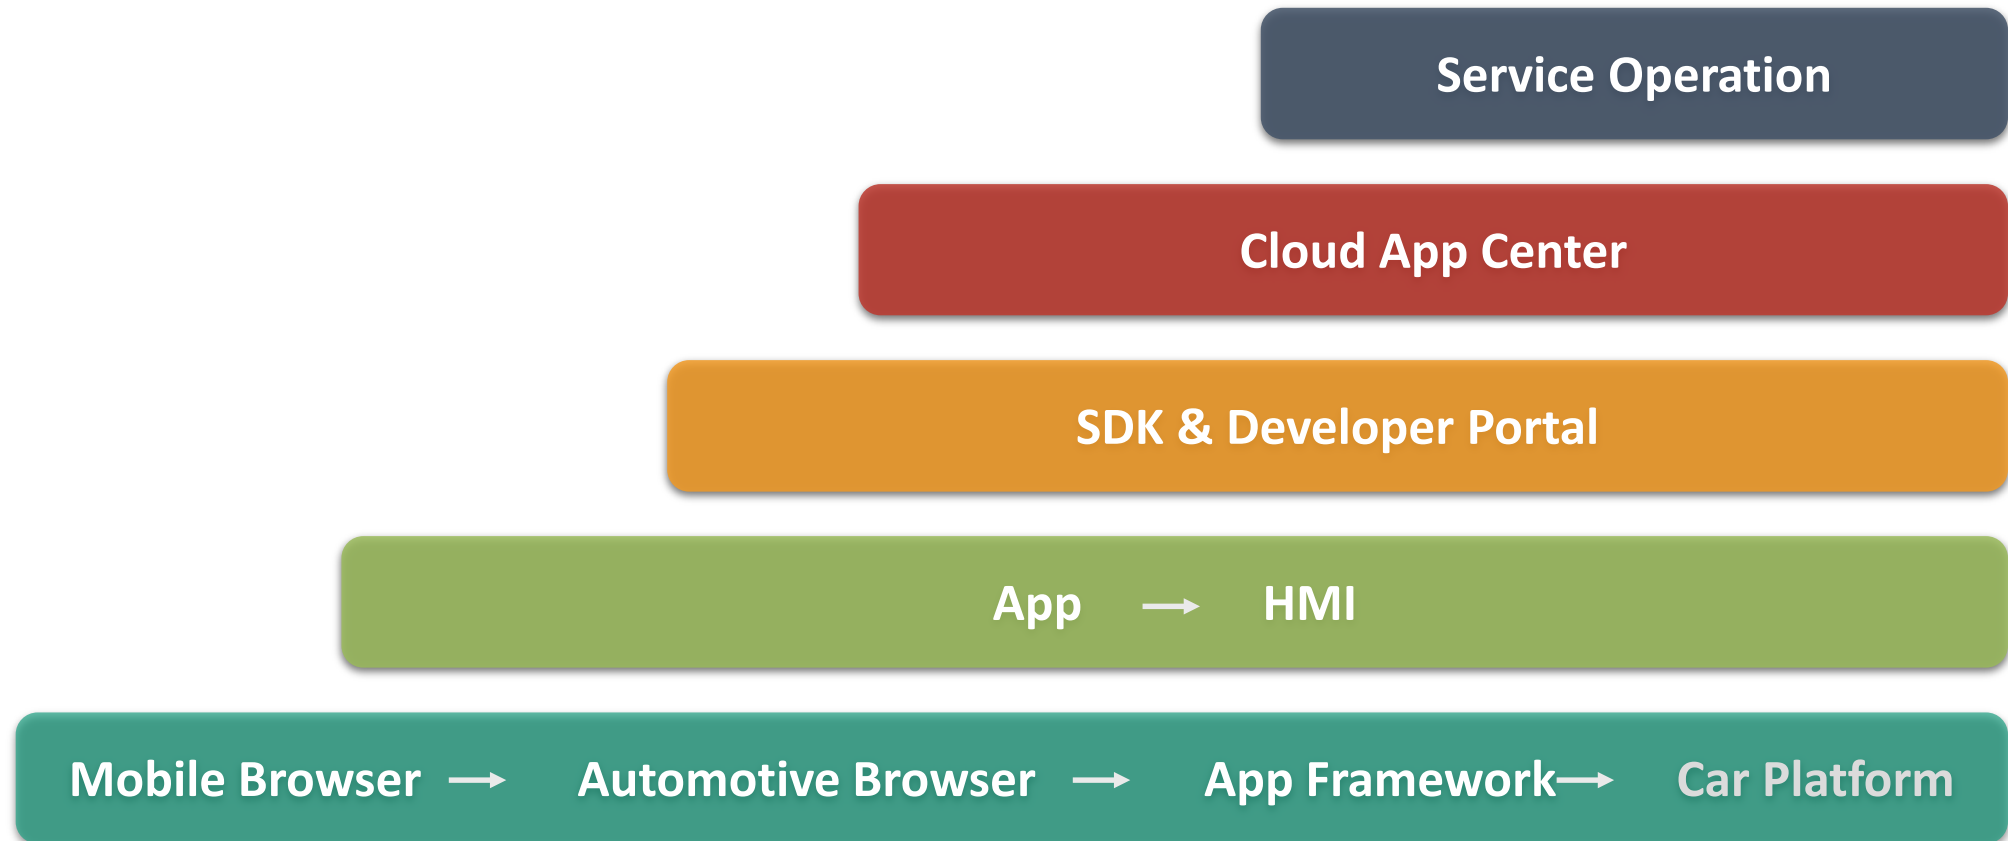 Service Operation
Cloud App Center
SDK & Developer Portal
App → HMI
Mobile Browser → Automotive Browser → App Framework → Car Platform